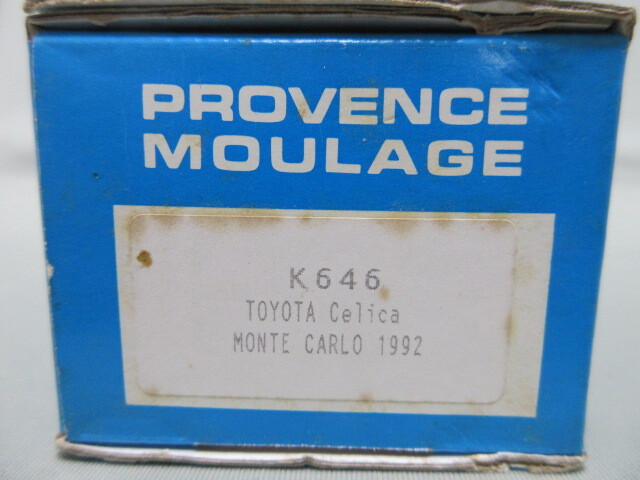 PROVENCE
MOULAGE
K646
TOYOTA Celica
MONTE CARLO 1992